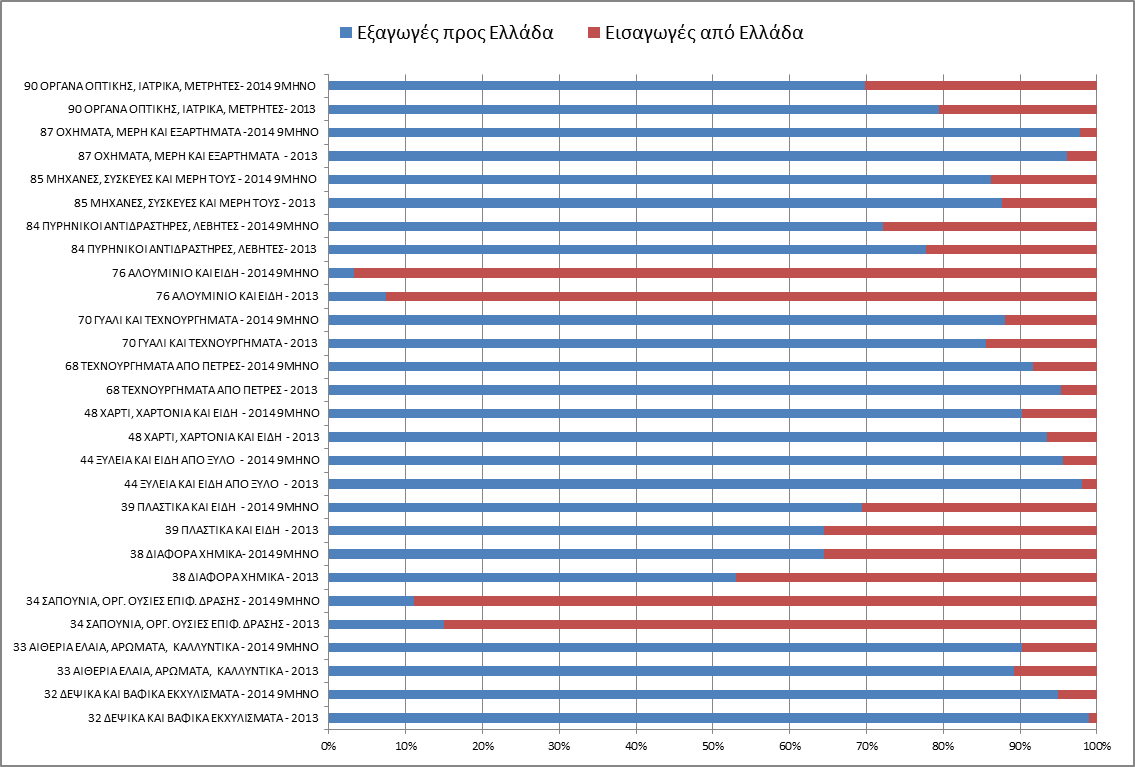 Εξαγωγές προς Ελλάδα Εισαγωγές από Ελλάδα
90 ΟΡΓΑΝΑ ΟΠΤΙΚΗΣ, ΙΑΤΡΙΚΑ, ΜΕΤΡΗΤΕΣ- 2014 9ΜΗΝΟ
90 ΟΡΓΑΝΑ ΟΠΤΙΚΗΣ, ΙΑΤΡΙΚΑ, ΜΕΤΡΗΤΕΣ- 2013
87 ΟΧΗΜΑΤΑ, ΜΕΡΗ ΚΑΙ ΕΞΑΡΤΗΜΑΤΑ -2014 9ΜΗΝΟ
87 ΟΧΗΜΑΤΑ, ΜΕΡΗ ΚΑΙ ΕΞΑΡΤΗΜΑΤΑ - 2013
85 ΜΗΧΑΝΕΣ, ΣΥΣΚΕΥΕΣ ΚΑΙ ΜΕΡΗ ΤΟΥΣ - 2014 9ΜΗΝΟ
85 ΜΗΧΑΝΕΣ, ΣΥΣΚΕΥΕΣ ΚΑΙ ΜΕΡΗ ΤΟΥΣ - 2013
84 ΠΥΡΗΝΙΚΟΙ ΑΝΤΙΔΡΑΣΤΗΡΕΣ, ΛΕΒΗΤΕΣ - 2014 9ΜΗΝΟ
84 ΠΥΡΗΝΙΚΟΙ ΑΝΤΙΔΡΑΣΤΗΡΕΣ, ΛΕΒΗΤΕΣ- 2013
76 ΑΛΟΥΜΙΝΙΟ ΚΑΙ ΕΙΔΗ - 2014 9ΜΗΝΟ
76 ΑΛΟΥΜΙΝΙΟ ΚΑΙ ΕΙΔΗ - 2013
70 ΓΥΑΛΙ ΚΑΙ ΤΕΧΝΟΥΡΓΗΜΑΤΑ - 2014 9ΜΗΝΟ
70 ΓΥΑΛΙ ΚΑΙ ΤΕΧΝΟΥΡΓΗΜΑΤΑ - 2013
68 ΤΕΧΝΟΥΡΓΗΜΑΤΑ ΑΠΟ ΠΕΤΡΕΣ- 2014 9ΜΗΝΟ
68 ΤΕΧΝΟΥΡΓΗΜΑΤΑ ΑΠΟ ΠΕΤΡΕΣ - 2013
48 ΧΑΡΤΙ, ΧΑΡΤΟΝΙΑ ΚΑΙ ΕΙΔΗ - 2014 9ΜΗΝΟ
48 ΧΑΡΤΙ, ΧΑΡΤΟΝΙΑ ΚΑΙ ΕΙΔΗ - 2013
44 ΞΥΛΕΙΑ ΚΑΙ ΕΙΔΗ ΑΠΟ ΞΥΛΟ - 2014 9ΜΗΝΟ
44 ΞΥΛΕΙΑ ΚΑΙ ΕΙΔΗ ΑΠΟ ΞΥΛΟ - 2013
39 ΠΛΑΣΤΙΚΑ ΚΑΙ ΕΙΔΗ - 2014 9ΜΗΝΟ
39 ΠΛΑΣΤΙΚΑ ΚΑΙ ΕΙΔΗ - 2013
38 ΔΙΑΦΟΡΑ ΧΗΜΙΚΑ- 2014 9ΜΗΝΟ
38 ΔΙΑΦΟΡΑ ΧΗΜΙΚΑ - 2013
34 ΣΑΠΟΥΝΙΑ, ΟΡΓ. ΟΥΣΙΕΣ ΕΠΙΦ. ΔΡΑΣΗΣ - 2014 9ΜΗΝΟ
34 ΣΑΠΟΥΝΙΑ, ΟΡΓ. ΟΥΣΙΕΣ ΕΠΙΦ. ΔΡΑΣΗΣ - 2013
33 ΑΙΘΕΡΙΑ ΕΛΑΙΑ, ΑΡΩΜΑΤΑ, ΚΑΛΛΥΝΤΙΚΑ - 2014 9ΜΗΝΟ
33 ΑΙΘΕΡΙΑ ΕΛΑΙΑ, ΑΡΩΜΑΤΑ, ΚΑΛΛΥΝΤΙΚΑ - 2013
32 ΔΕΨΙΚΑ ΚΑΙ ΒΑΦΙΚΑ ΕΚΧΥΛΙΣΜΑΤΑ - 2014 9ΜΗΝΟ
32 ΔΕΨΙΚΑ ΚΑΙ ΒΑΦΙΚΑ ΕΚΧΥΛΙΣΜΑΤΑ - 2013
0% 10% 20% 30% 40% 50% 60% 70% 80% 90% 100%